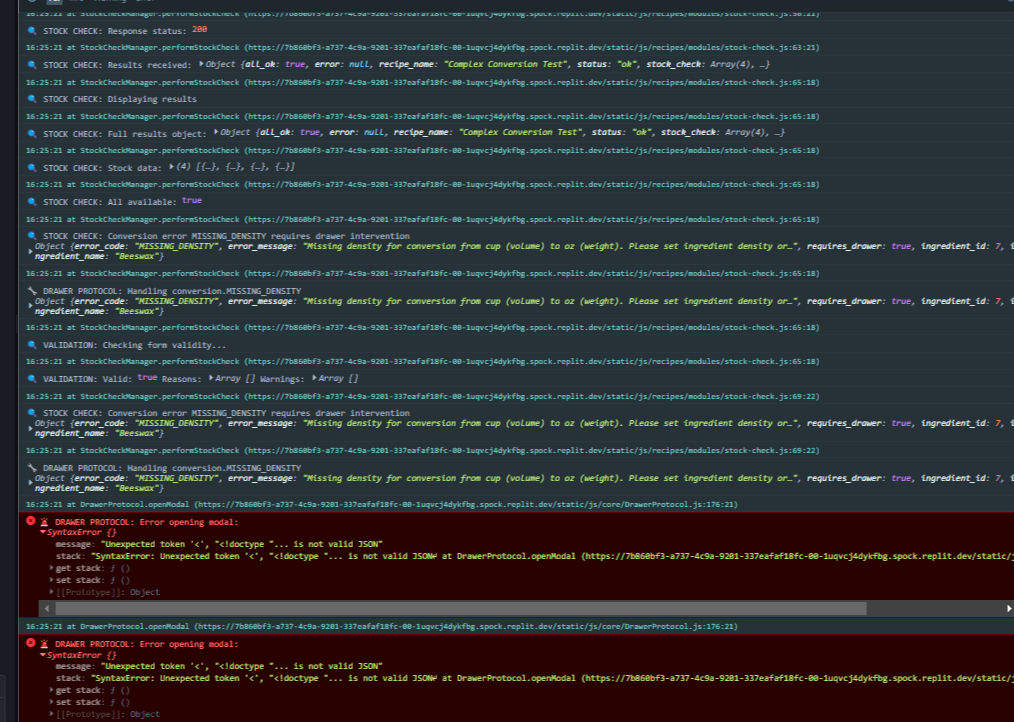 16:25:21 at StockCheckManager.performStockCheck (https://7b860bf3-a737-4c9a-9201-337eafaf18fc-00-1uqvcj4dykfbg.spock.replit.dev/static/js/recipes/modules/stock-check.js:58:21)
STOCK CHECK: Response status: 200
16:25:21 at StockCheckManager.performStockCheck (https://7b860bf3-a737-4c9a-9201-337eafaf18fc-00-1uqvcj4dykfbg.spock.replit.dev/static/js/recipes/modules/stock-check.js:63:21)
STOCK CHECK: Results received: Object {all_ok: true, error: null, recipe_name: "Complex Conversion Test", status: "ok", stock_check: Array(4), …}
16:25:21 at StockCheckManager.performStockCheck (https://7b860bf3-a737-4c9a-9201-337eafaf18fc-00-1uqvcj4dykfbg.spock.replit.dev/static/js/recipes/modules/stock-check.js:65:18)
STOCK CHECK: Displaying results
16:25:21 at StockCheckManager.performStockCheck (https://7b860bf3-a737-4c9a-9201-337eafaf18fc-00-1uqvcj4dykfbg.spock.replit.dev/static/js/recipes/modules/stock-check.js:65:18)
STOCK CHECK: Full results object: Object {all_ok: true, error: null, recipe_name: "Complex Conversion Test", status: "ok", stock_check: Array(4), …}
16:25:21 at StockCheckManager.performStockCheck (https://7b860bf3-a737-4c9a-9201-337eafaf18fc-00-1uqvcj4dykfbg.spock.replit.dev/static/js/recipes/modules/stock-check.js:65:18)
STOCK CHECK: Stock data: (4) [{…}, {…}, {…}, {…}]
16:25:21 at StockCheckManager.performStockCheck (https://7b860bf3-a737-4c9a-9201-337eafaf18fc-00-1uqvcj4dykfbg.spock.replit.dev/static/js/recipes/modules/stock-check.js:65:18)
STOCK CHECK: All available: true
16:25:21 at StockCheckManager.performStockCheck (https://7b860bf3-a737-4c9a-9201-337eafaf18fc-00-1uqvcj4dykfbg.spock.replit.dev/static/js/recipes/modules/stock-check.js:65:18)
STOCK CHECK: Conversion error MISSING_DENSITY requires drawer intervention
Object {error_code: "MISSING_DENSITY", error_message: "Missing density for conversion from cup (volume) to oz (weight). Please set ingredient density or…", requires_drawer: true, ingredient_id: 7, i
ngredient_name: "Beeswax"}
16:25:21 at StockCheckManager.performStockCheck (https://7b860bf3-a737-4c9a-9201-337eafaf18fc-00-1uqvcj4dykfbg.spock.replit.dev/static/js/recipes/modules/stock-check.js:65:18)
DRAWER PROTOCOL: Handling conversion.MISSING_DENSITY
Object {error_code: "MISSING_DENSITY", error_message: "Missing density for conversion from cup (volume) to oz (weight). Please set ingredient density or…", requires_drawer: true, ingredient_id: 7, i
ngredient_name: "Beeswax"}
16:25:21 at StockCheckManager.performStockCheck (https://7b860bf3-a737-4c9a-9201-337eafaf18fc-00-1uqvcj4dykfbg.spock.replit.dev/static/js/recipes/modules/stock-check.js:65:18)
VALIDATION: Checking form validity...
16:25:21 at StockCheckManager.performStockCheck (https://7b860bf3-a737-4c9a-9201-337eafaf18fc-00-1uqvcj4dykfbg.spock.replit.dev/static/js/recipes/modules/stock-check.js:65:18)
VALIDATION: Valid: true Reasons: Array [] Warnings: Array []
16:25:21 at StockCheckManager.performStockCheck (https://7b860bf3-a737-4c9a-9201-337eafaf18fc-00-1uqvcj4dykfbg.spock.replit.dev/static/js/recipes/modules/stock-check.js:69:22)
STOCK CHECK: Conversion error MISSING_DENSITY requires drawer intervention
Object {error_code: "MISSING_DENSITY", error_message: "Missing density for conversion from cup (volume) to oz (weight). Please set ingredient density or…", requires_drawer: true, ingredient_id: 7, i
ngredient_name: "Beeswax"}
16:25:21 at StockCheckManager.performStockCheck (https://7b860bf3-a737-4c9a-9201-337eafaf18fc-00-1uqvcj4dykfbg.spock.replit.dev/static/js/recipes/modules/stock-check.js:69:22)
DRAWER PROTOCOL: Handling conversion.MISSING_DENSITY
Object {error_code: "MISSING_DENSITY", error_message: "Missing density for conversion from cup (volume) to oz (weight). Please set ingredient density or…", requires_drawer: true, ingredient_id: 7, i
ngredient_name: "Beeswax"}
16:25:21 at DrawerProtocol.openModal (https://7b860bf3-a737-4c9a-9201-337eafaf18fc-00-1uqvcj4dykfbg.spock.replit.dev/static/js/core/DrawerProtocol.js:176:21)
DRAWER PROTOCOL: Error opening modal:
SyntaxError {}
message: "Unexpected token '<', "<!doctype "... is not valid JSON"
stack: "SyntaxError: Unexpected token '<', "<!doctype "... is not valid JSON↵ at DrawerProtocol.openModal (https://7b860bf3-a737-4c9a-9201-337eafaf18fc-00-1uqvcj4dykfbg.spock.replit.dev/static/j
get stack: ƒ ()
set stack: ƒ ()
[[Prototype]]: Object
16:25:21 at DrawerProtocol.openModal (https://7b860bf3-a737-4c9a-9201-337eafaf18fc-00-1uqvcj4dykfbg.spock.replit.dev/static/js/core/DrawerProtocol.js:176:21)
DRAWER PROTOCOL: Error opening modal:
SyntaxError {}
message: "Unexpected token '<', "<!doctype "... is not valid JSON"
stack: "SyntaxError: Unexpected token '<', "<!doctype "... is not valid JSON↵ at DrawerProtocol.openModal (https://7b860bf3-a737-4c9a-9201-337eafaf18fc-00-1uqvcj4dykfbg.spock.replit.dev/static/j
get stack: ƒ ()
set stack: ƒ ()
[[Prototype]]: Object